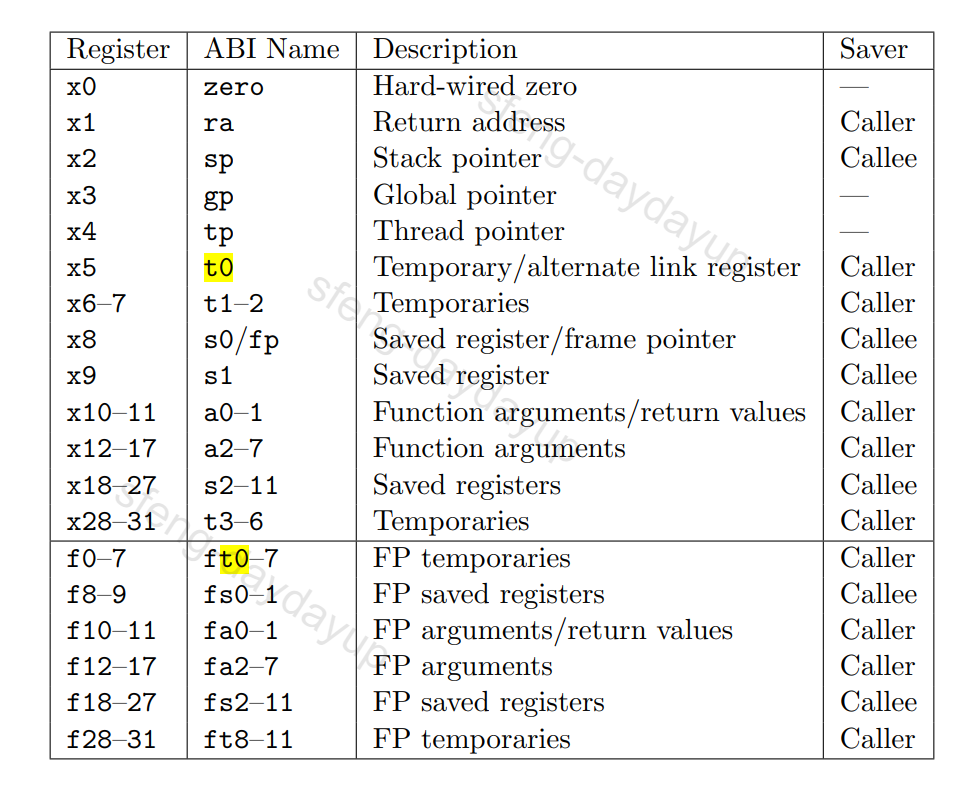 Register ABI Name Description Saver
x0 zero Hard-wired zero —
x1 ra Return address Caller
x2 sp Stack pointer Callee
x3 gp Global pointer —
x4 tp Thread pointer —
x5 t0 Temporary/alternate link register Caller
x6–7 t1–2 Temporaries Caller
x8 s0/fp Saved register/frame pointer Callee
x9 s1 Saved register Callee
x10–11 a0–1 Function arguments/return values Caller
x12–17 a2–7 Function arguments Caller
x18–27 s2–11 Saved registers Callee
x28–31 t3–6 Temporaries Caller
f0–7 ft0–7 FP temporaries Caller
f8–9 fs0–1 FP saved registers Callee
f10–11 fa0–1 FP arguments/return values Caller
f12–17 fa2–7 FP arguments Caller
f18–27 fs2–11 FP saved registers Callee
f28–31 ft8–11 FP temporaries Caller
sfeng-daydayup
sfeng-daydayup
sfeng-daydayup